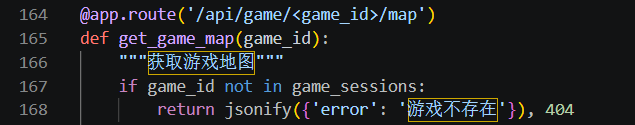 164 @app.route('/api/game/<game_id>/map')
165 def get_game_map(game_id):
166     """获取游戏地图"""
167     if game_id not in game_sessions:
168         return jsonify({'error': '游戏不存在'}), 404